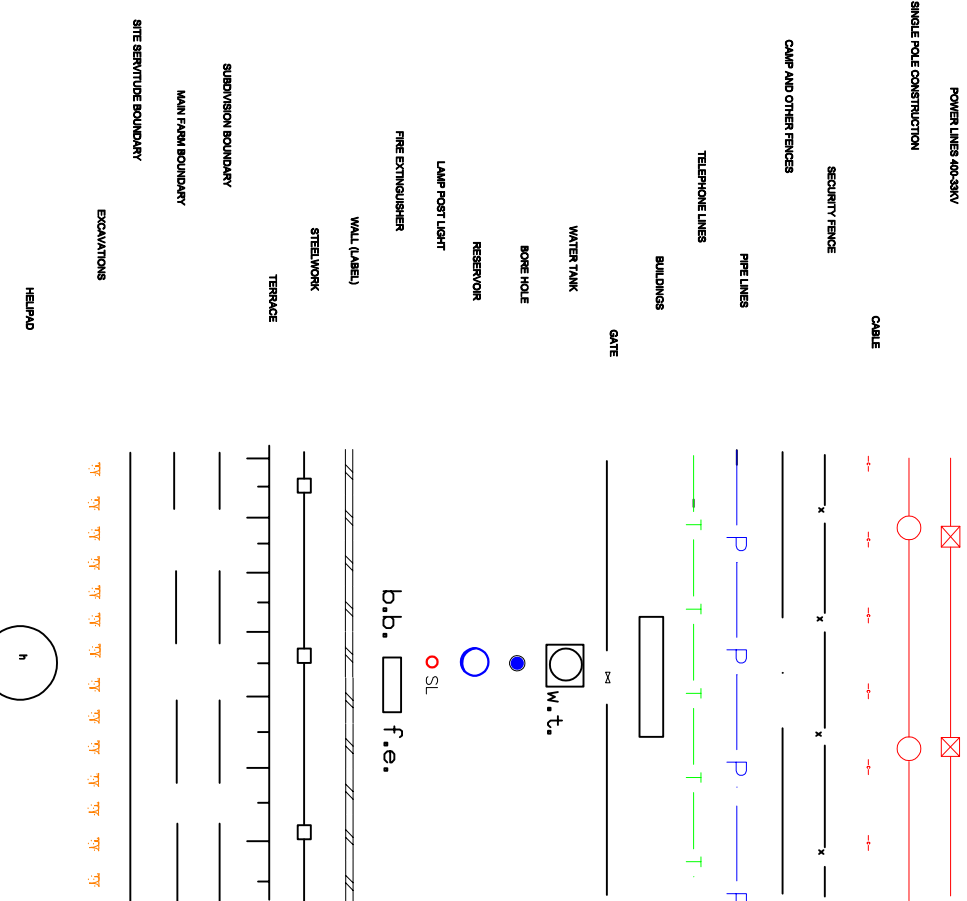 POWER LINES 400-33KV
SINGLE POLE CONSTRUCTION
CABLE
SECURITY FENCE
x x x x
CAMP AND OTHER FENCES
PIPE LINES
P P P P
TELEPHONE LINES
T T T T T
BUILDINGS
GATE
WATER TANK
w.t.
BORE HOLE
RESERVOIR
LAMP POST LIGHT
SL
FIRE EXTINGUISHER
b.b. f.e.
WALL (LABEL)
STEELWORK
TERRACE
SUBDIVISION BOUNDARY
MAIN FARM BOUNDARY
SITE SERVITUDE BOUNDARY
EXCAVATIONS
HELIPAD
h